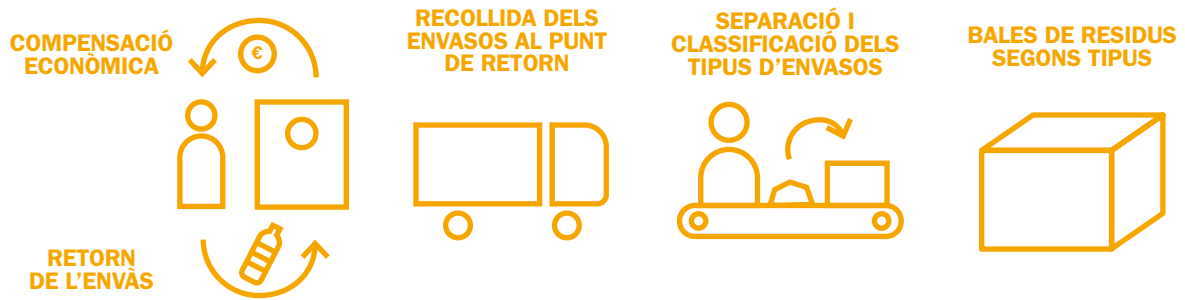 COMPENSACIÓ
ECONÒMICA
€
RETORN
DE L'ENVÀS
RECOLLIDA DELS
ENVASOS AL PUNT
DE RETORN
SEPARACIÓ I
CLASSIFICACIÓ DELS
TIPUS D'ENVASOS
BALES DE RESIDUS
SEGONS TIPUS